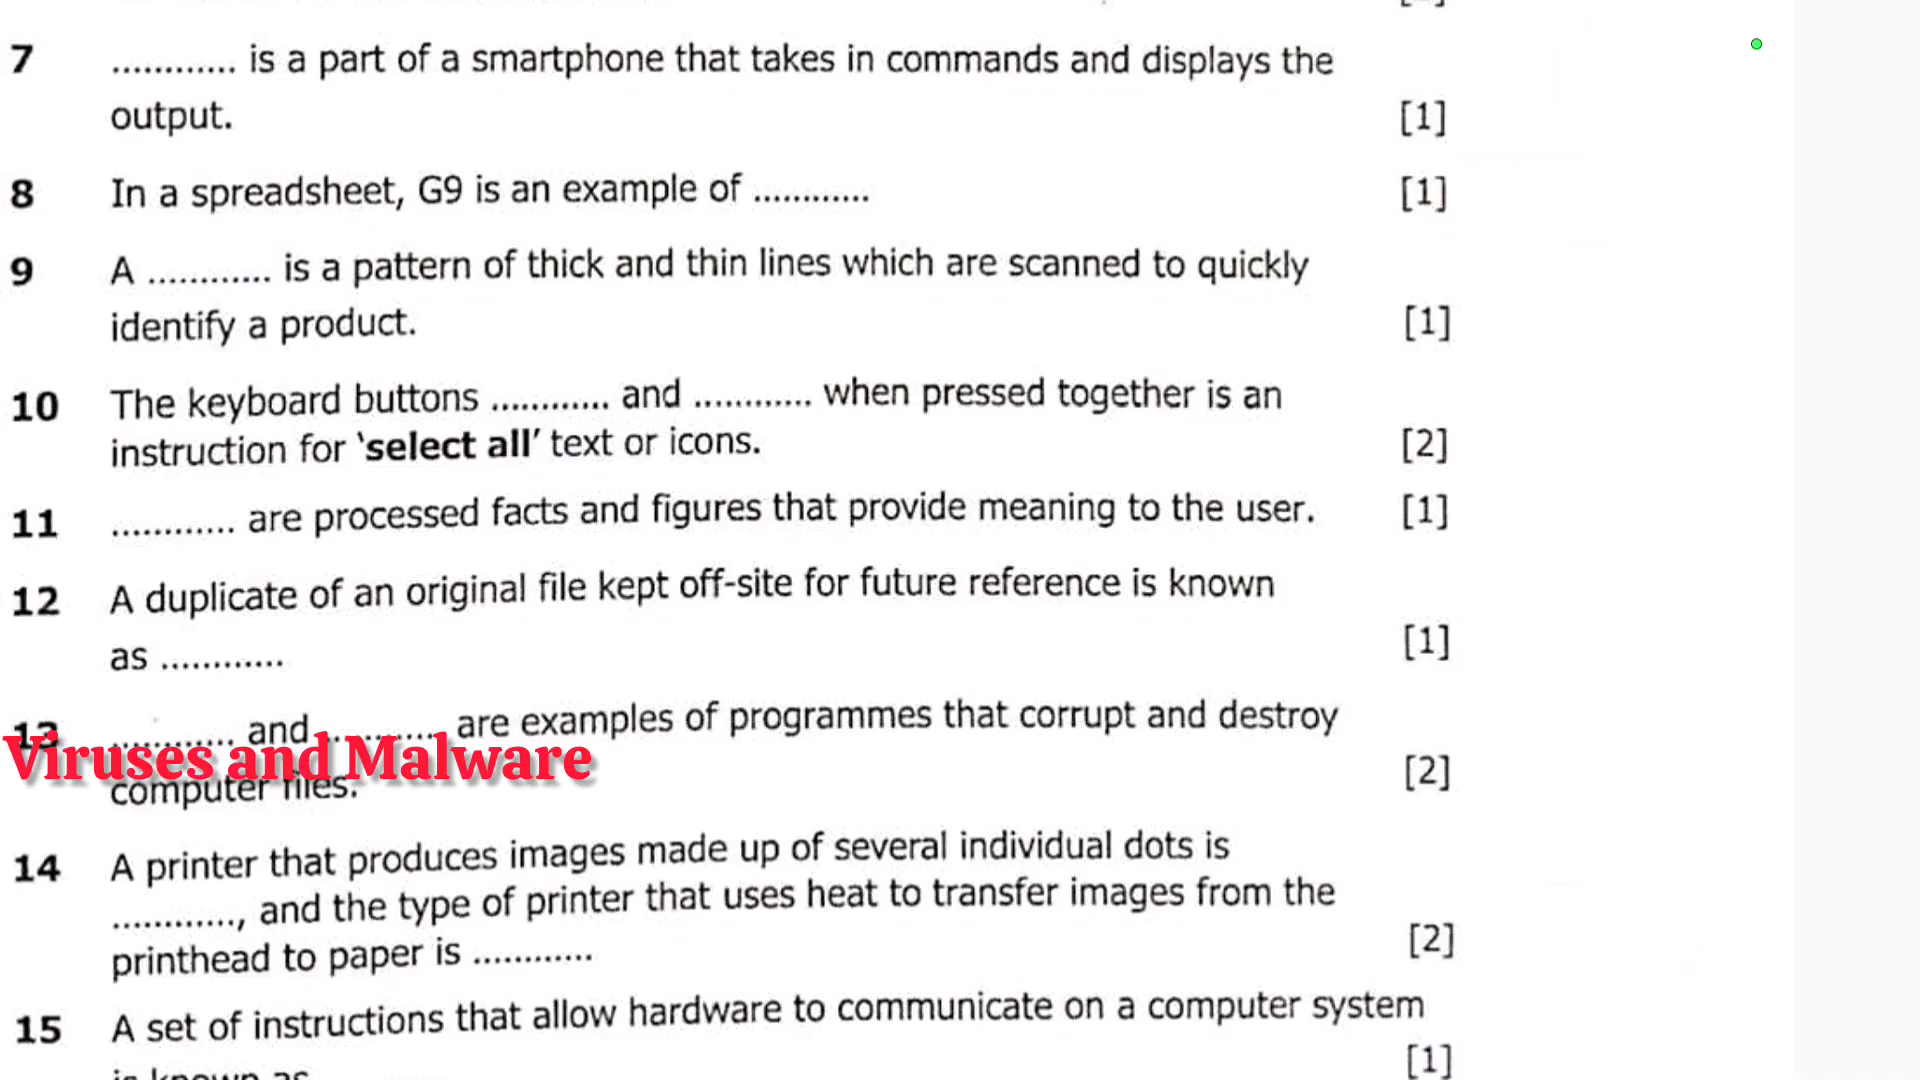 7 ............ is a part of a smartphone that takes in commands and displays the
output. [1]
8 In a spreadsheet, G9 is an example of ............ [1]
9 A ............ is a pattern of thick and thin lines which are scanned to quickly
identify a product. [1]
10 The keyboard buttons ............ and ............ when pressed together is an
instruction for ‘select all’ text or icons. [2]
11 ............ are processed facts and figures that provide meaning to the user. [1]
12 A duplicate of an original file kept off-site for future reference is known
as ............ [1]
13 ............ and ............ are examples of programmes that corrupt and destroy
Viruses and Malware
computer files. [2]
14 A printer that produces images made up of several individual dots is
............, and the type of printer that uses heat to transfer images from the
printhead to paper is ............ [2]
15 A set of instructions that allow hardware to communicate on a computer system
is known as [1]